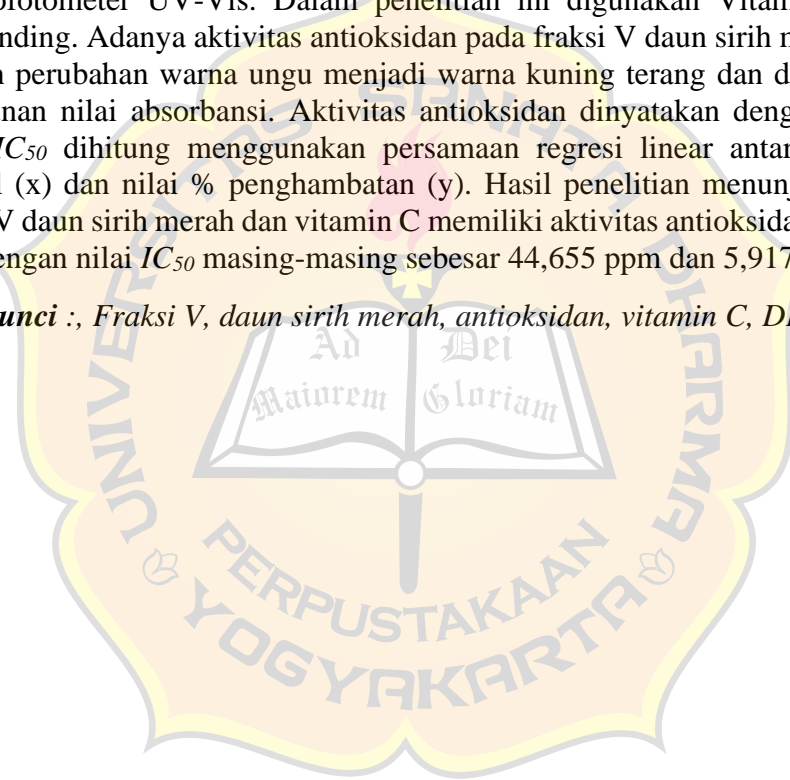 ofotometer UV-Vis. Dalam penelitian ini digunakan Vitam
nding. Adanya aktivitas antioksidan pada fraksi V daun sirih m
n perubahan warna ungu menjadi warna kuning terang dan d
nan nilai absorbansi. Aktivitas antioksidan dinyatakan deng
IC50 dihitung menggunakan persamaan regresi linear antar
l (x) dan nilai % penghambatan (y). Hasil penelitian menunj
V daun sirih merah dan vitamin C memiliki aktivitas antioksida
engan nilai IC50 masing-masing sebesar 44,655 ppm dan 5,917
unci :, Fraksi V, daun sirih merah, antioksidan, vitamin C, D
UNIVERSITAS SANATA DHARMA
Ad Maiorem
Dei Gloriam
PERPUSTAKAAN
YOGYAKARTA